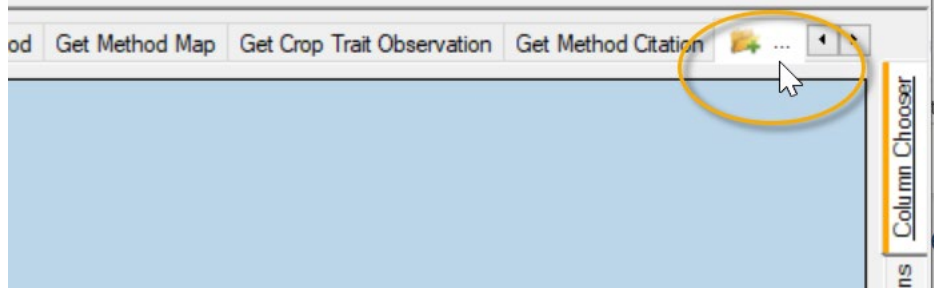 od Get Method Map Get Crop Trait Observation Get Method Citation ...
Column Chooser
ns